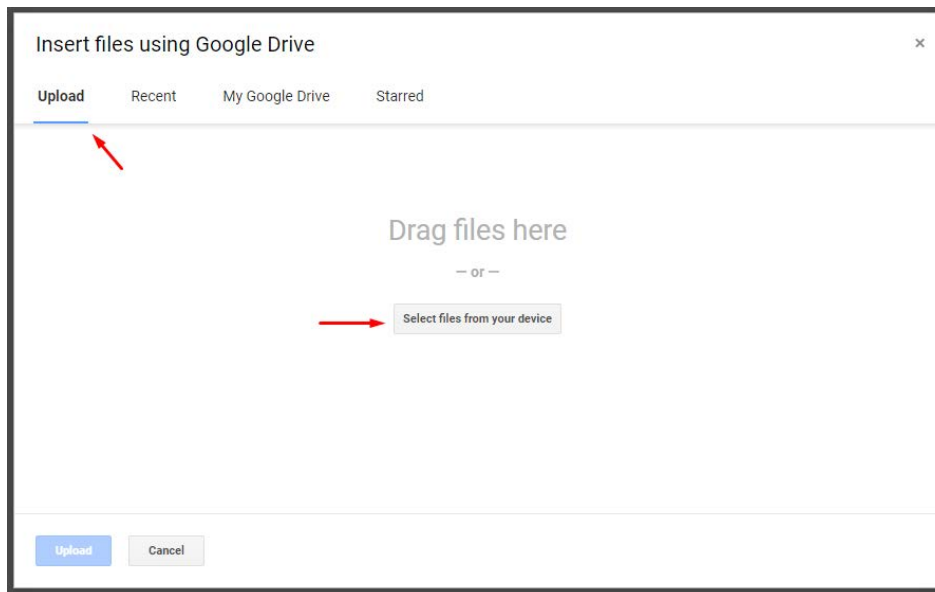 Insert files using Google Drive
×
Upload Recent My Google Drive Starred
Drag files here
— or —
Select files from your device
Upload Cancel